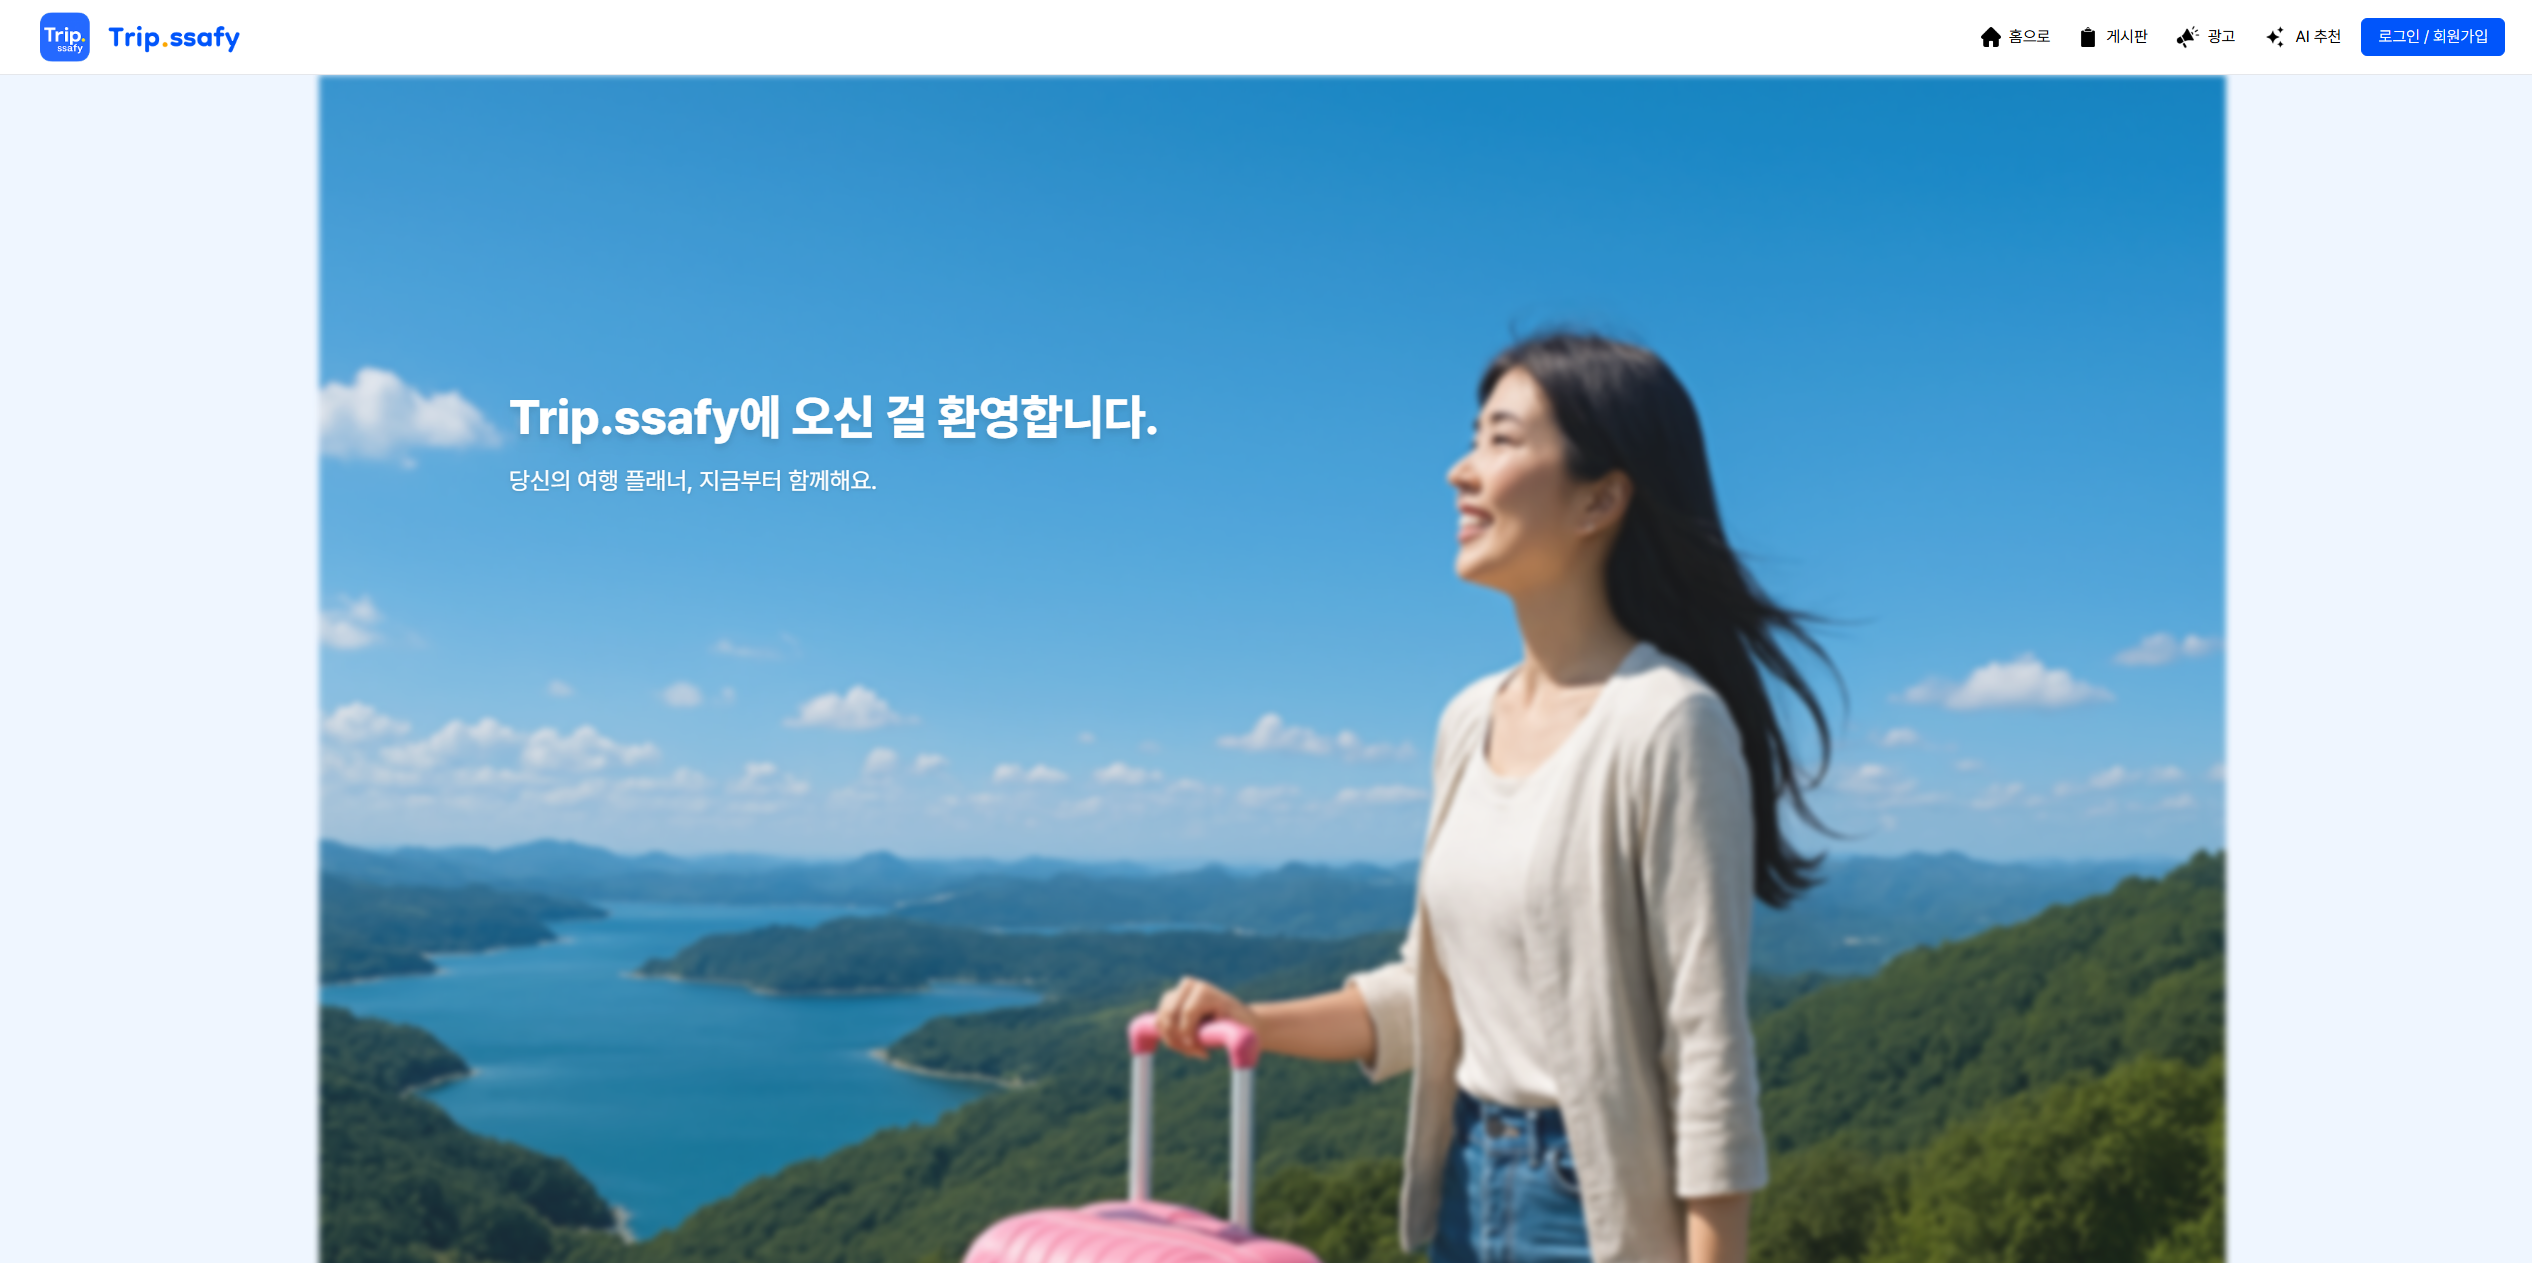 Trip.
ssafy
Trip.ssafy
홈으로
게시판
광고
AI 추천
로그인 / 회원가입
Trip.ssafy에 오신 걸 환영합니다.
당신의 여행 플래너, 지금부터 함께해요.